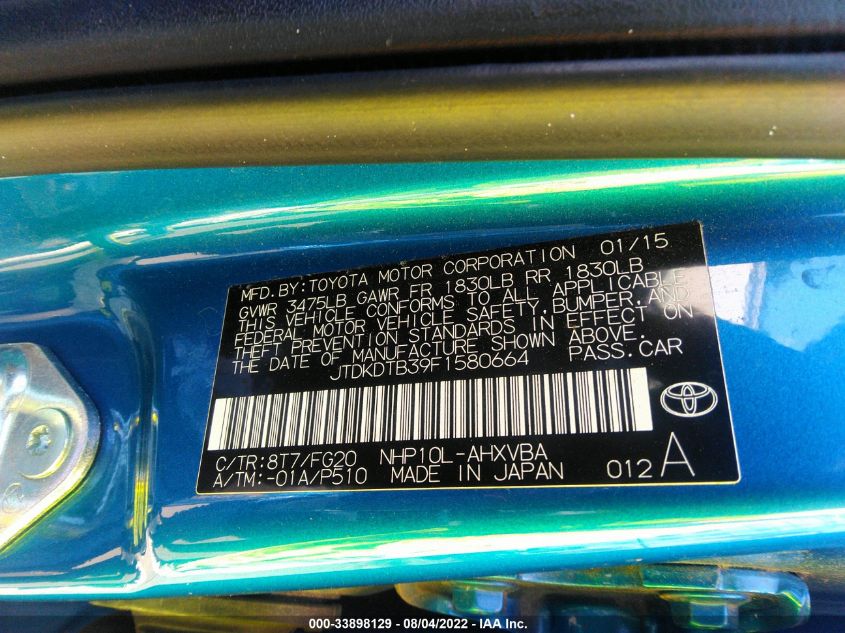 MFD.BY:TOYOTA MOTOR CORPORATION 01/15
GVWR 3475LB GAWR FR 1830LB RR 1830LB
THIS VEHICLE CONFORMS TO ALL APPLICABLE
FEDERAL MOTOR VEHICLE SAFETY,BUMPER,AND
THEFT PREVENTION STANDARDS IN EFFECT ON
THE DATE OF MANUFACTURE SHOWN ABOVE.
JTDKDTB39F1580664 PASS.CAR
C/TR:8T7/FG20 NHP10L-AHXVBA
A/TM:-01A/P510 MADE IN JAPAN 012 A
000-33898129 - 08/04/2022 - IAA Inc.